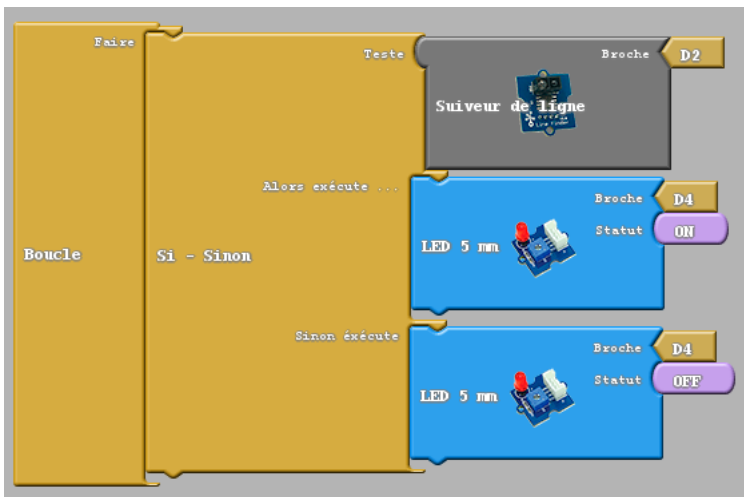 Faire
Teste
Broche D2
Suiveur de ligne
Alors exécute ...
Broche D4
Statut ON
LED 5 mm
Boucle
Si - Sinon
Sinon éxécute
Broche D4
Statut OFF
LED 5 mm